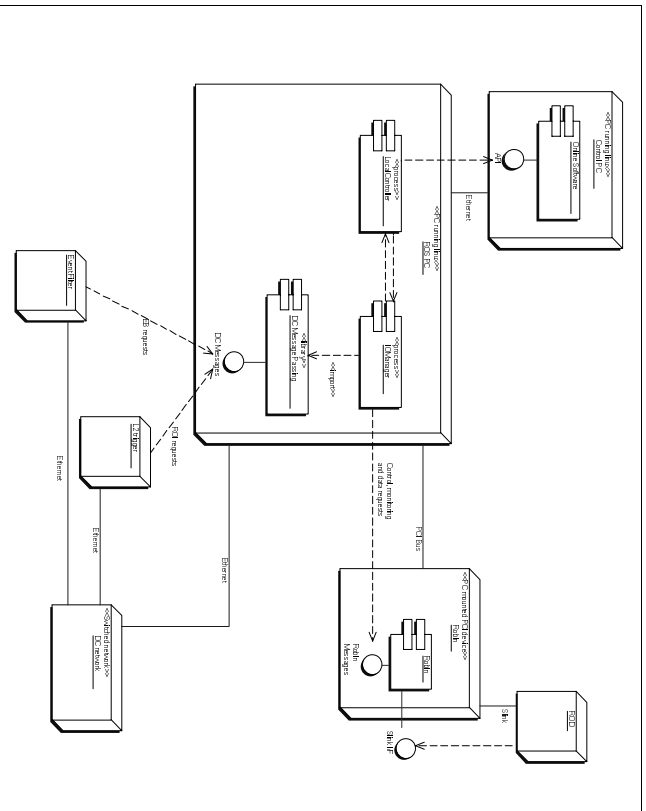 <<PC running linux>>
Control PC
Online Software
API
Ethernet
<<PC running linux>>
ROS PC
<<process>>
LocalController
<<process>>
IOManager
<<import>>
<<library>>
DC Message Passing
DC Messages
EventFilter
EB requests
L2trigger
ROI requests
Ethernet
Ethernet
Ethernet
<<Switched network>>
DC network
Control, monitoring
and data requests
PCI Bus
<<PC mounted PCI device>>
RobIn
RobIn
RobIn
Messages
Slink I/F
Slink
ROD